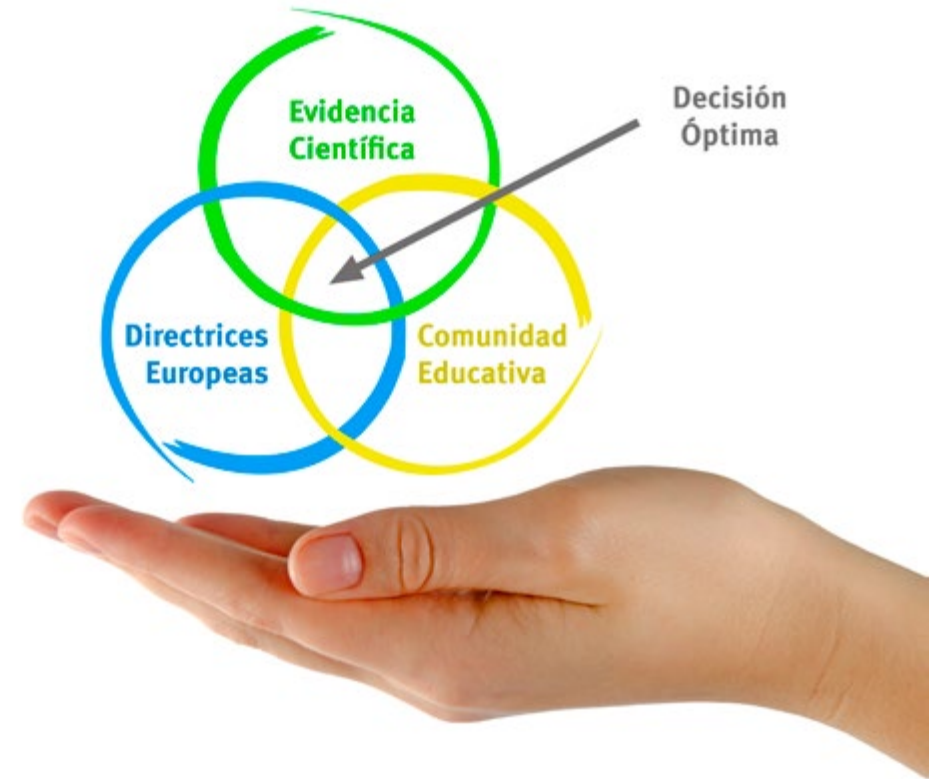 Evidencia
Científica
Decisión
Óptima
Directrices
Europeas
Comunidad
Educativa